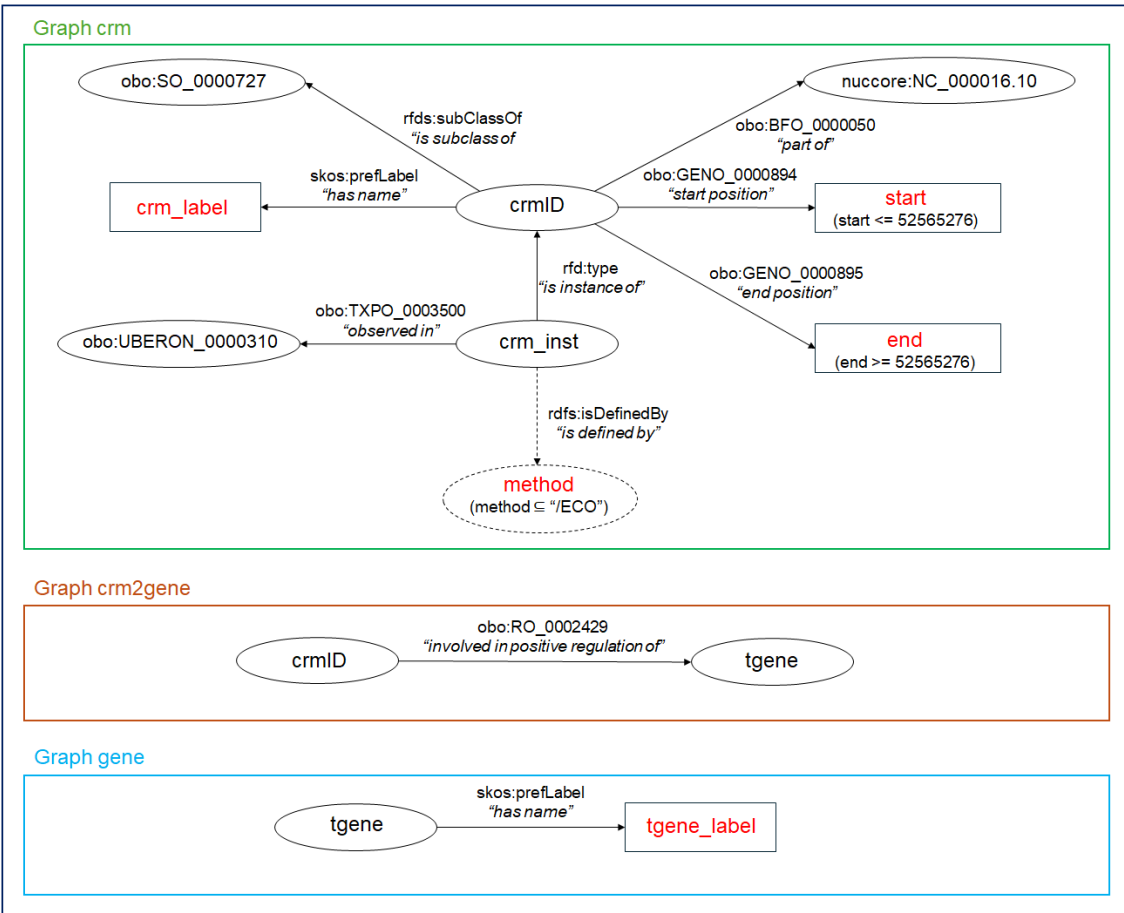 Graph crm
obo:SO_0000727
nuccore:NC_000016.10
rfds:subClassOf
“is subclass of
obo:BFO_0000050
“part of”
skos:prefLabel
“has name”
obo:GENO_0000894
“start position”
crm_label
crmID
start
(start <= 52565276)
rfd:type
“is instance of”
obo:GENO_0000895
“end position”
obo:TXPO_0003500
“observed in”
obo:UBERON_0000310
crm_inst
end
(end >= 52565276)
rdfs:isDefinedBy
“is defined by”
method
(method ⊆ “/ECO”)
Graph crm2gene
obo:RO_0002429
“involved in positive regulation of”
crmID
tgene
Graph gene
skos:prefLabel
“has name”
tgene
tgene_label